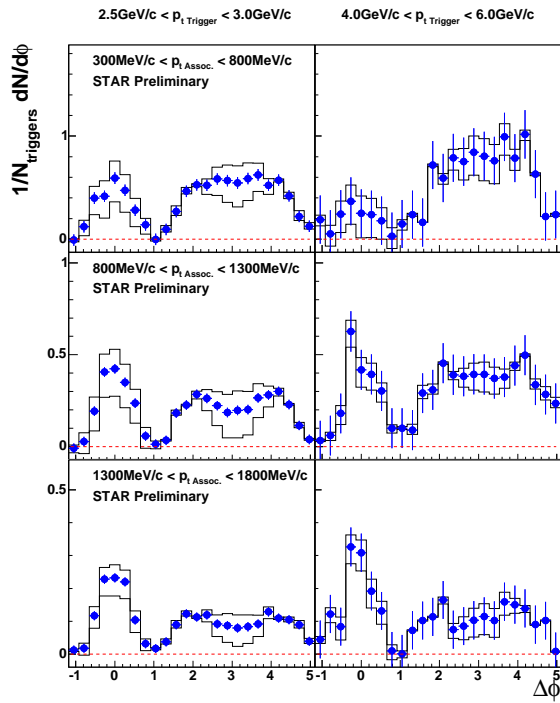 2.5GeV/c < p_t Trigger < 3.0GeV/c
4.0GeV/c < p_t Trigger < 6.0GeV/c
1/N_triggers dN/dϕ
300MeV/c < p_t Assoc. < 800MeV/c
STAR Preliminary
1
0
800MeV/c < p_t Assoc. < 1300MeV/c
STAR Preliminary
1
0.5
0
1300MeV/c < p_t Assoc. < 1800MeV/c
STAR Preliminary
0.5
0
-1 0 1 2 3 4 5
-1 0 1 2 3 4 5
Δϕ